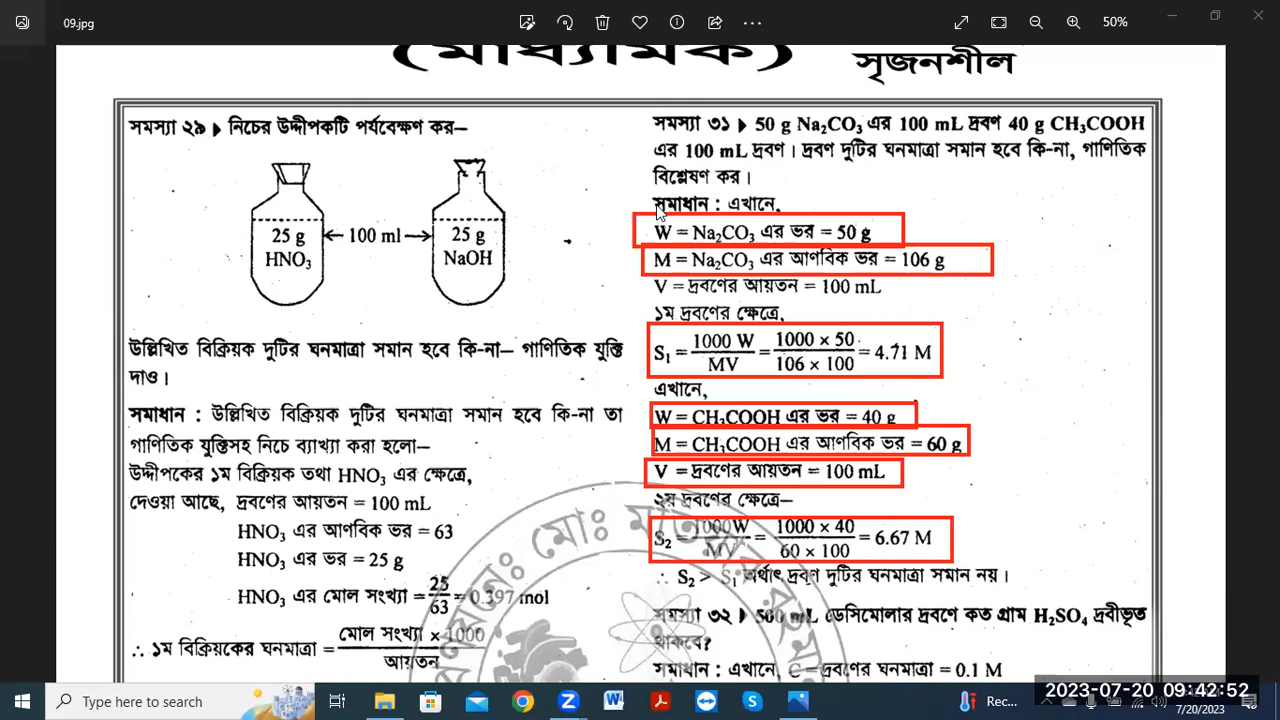 09.jpg
50%
(মাধ্যমিক)
সৃজনশীল
সমস্যা ২৯ ▶ নিচের উদ্দীপকটি পর্যবেক্ষণ কর–
25 g
HNO₃
100 ml
25 g
NaOH
উল্লিখিত বিক্রিয়ক দুটির ঘনমাত্রা সমান হবে কি-না– গাণিতিক যুক্তি
দাও।
সমাধান : উল্লিখিত বিক্রিয়ক দুটির ঘনমাত্রা সমান হবে কি-না তা
গাণিতিক যুক্তিসহ নিচে ব্যাখ্যা করা হলো–
উদ্দীপকের ১ম বিক্রিয়ক তথা HNO₃ এর ক্ষেত্রে,
দেওয়া আছে, দ্রবণের আয়তন = 100 mL
HNO₃ এর আণবিক ভর = 63
HNO₃ এর ভর = 25 g
HNO₃ এর মোল সংখ্যা = 25/63 = 0.397 mol
∴ ১ম বিক্রিয়কের ঘনমাত্রা = মোল সংখ্যা × 1000 / আয়তন
সমস্যা ৩১ ▶ 50 g Na₂CO₃ এর 100 mL দ্রবণ 40 g CH₃COOH
এর 100 mL দ্রবণ। দ্রবণ দুটির ঘনমাত্রা সমান হবে কি-না, গাণিতিক
বিশ্লেষণ কর।
সমাধান : এখানে,
W = Na₂CO₃ এর ভর = 50 g
M = Na₂CO₃ এর আণবিক ভর = 106 g
V = দ্রবণের আয়তন = 100 mL
১ম দ্রবণের ক্ষেত্রে,
S₁ = 1000 W / MV = 1000 × 50 / 106 × 100 = 4.71 M
এখানে,
W = CH₃COOH এর ভর = 40 g
M = CH₃COOH এর আণবিক ভর = 60 g
V = দ্রবণের আয়তন = 100 mL
২য় দ্রবণের ক্ষেত্রে–
S₂ = 1000 W / M = 1000 × 40 / 60 × 100 = 6.67 M
∴ S₂ > S₁ অর্থাৎ দ্রবণ দুটির ঘনমাত্রা সমান নয়।
সমস্যা ৩২ ▶ 500 mL ডেসিমোলার দ্রবণে কত গ্রাম H₂SO₄ দ্রবীভূত
থাকবে?
সমাধান : এখানে, C = দ্রবণের ঘনমাত্রা = 0.1 M
মো: রহমান
Type here to search
Rec...
2023-07-20 09:42:52
7/20/2023